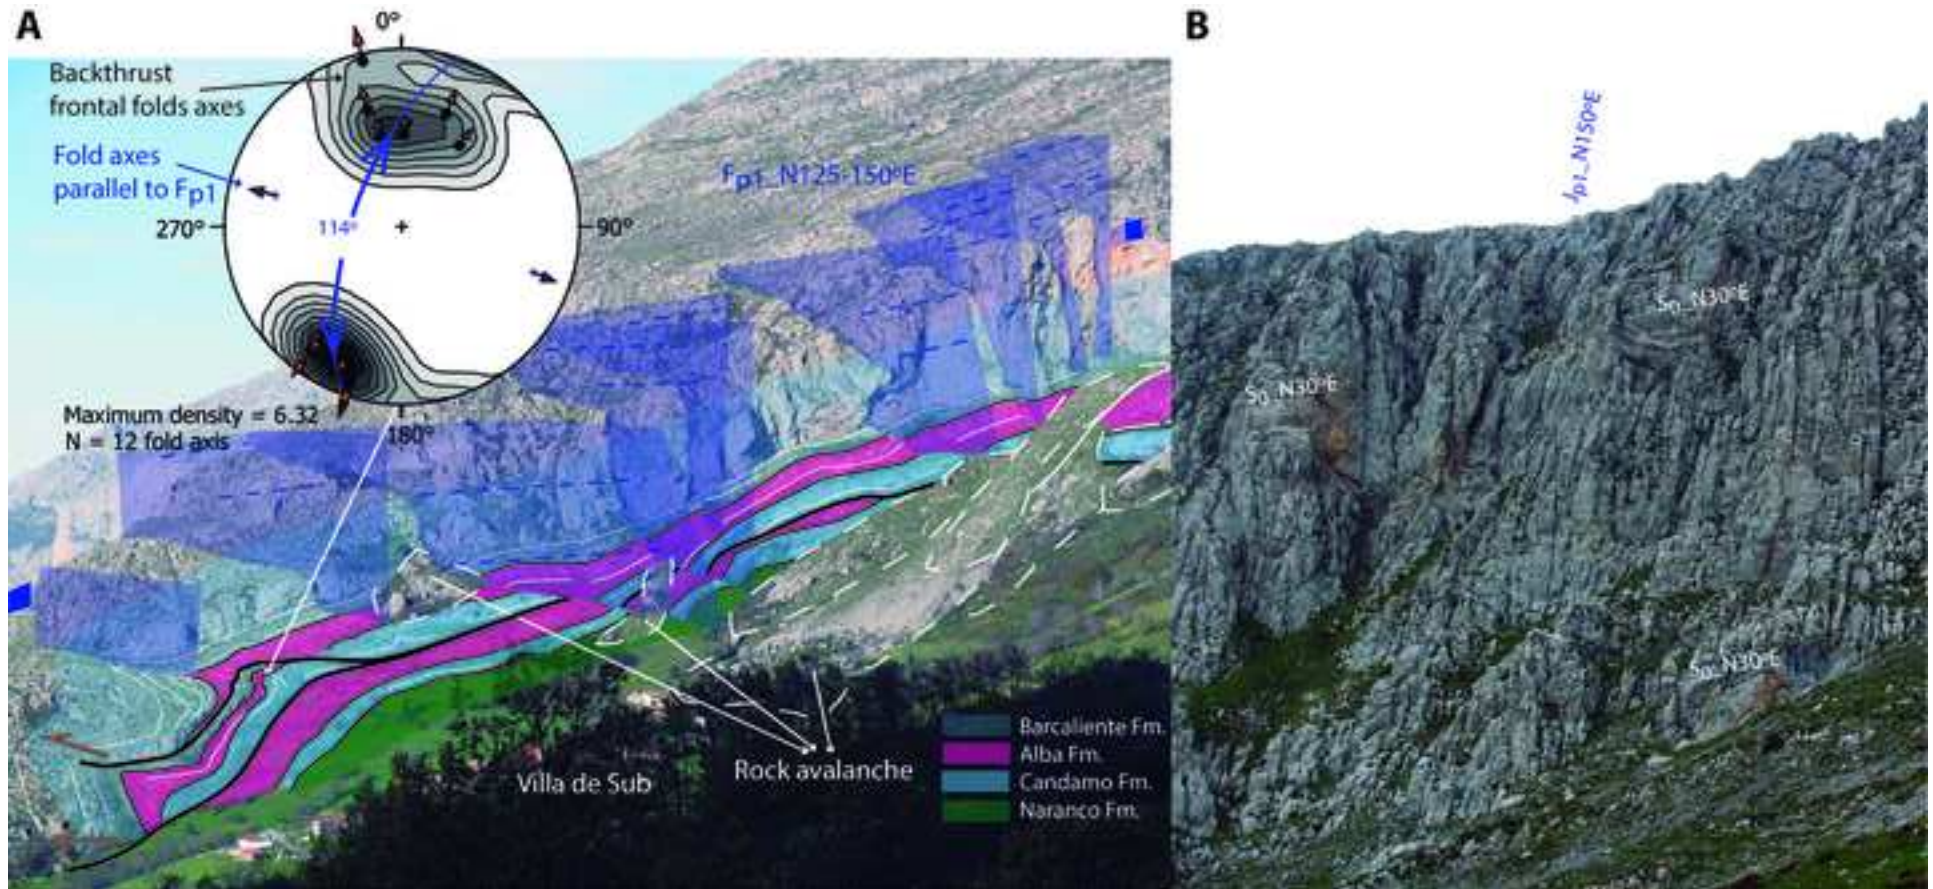 A
0º
Backthrust
frontal folds axes
Fold axes
parallel to Fp1
270º
114º
90º
Fp1_N125-150ºE
Maximum density = 6.32
N = 12 fold axis
180º
Villa de Sub
Rock avalanche
Barcaliente Fm.
Alba Fm.
Candamo Fm.
Naranco Fm.
B
Jp1_N150ºE
S0_N30ºE
S0_N30ºE
S0_N30ºE